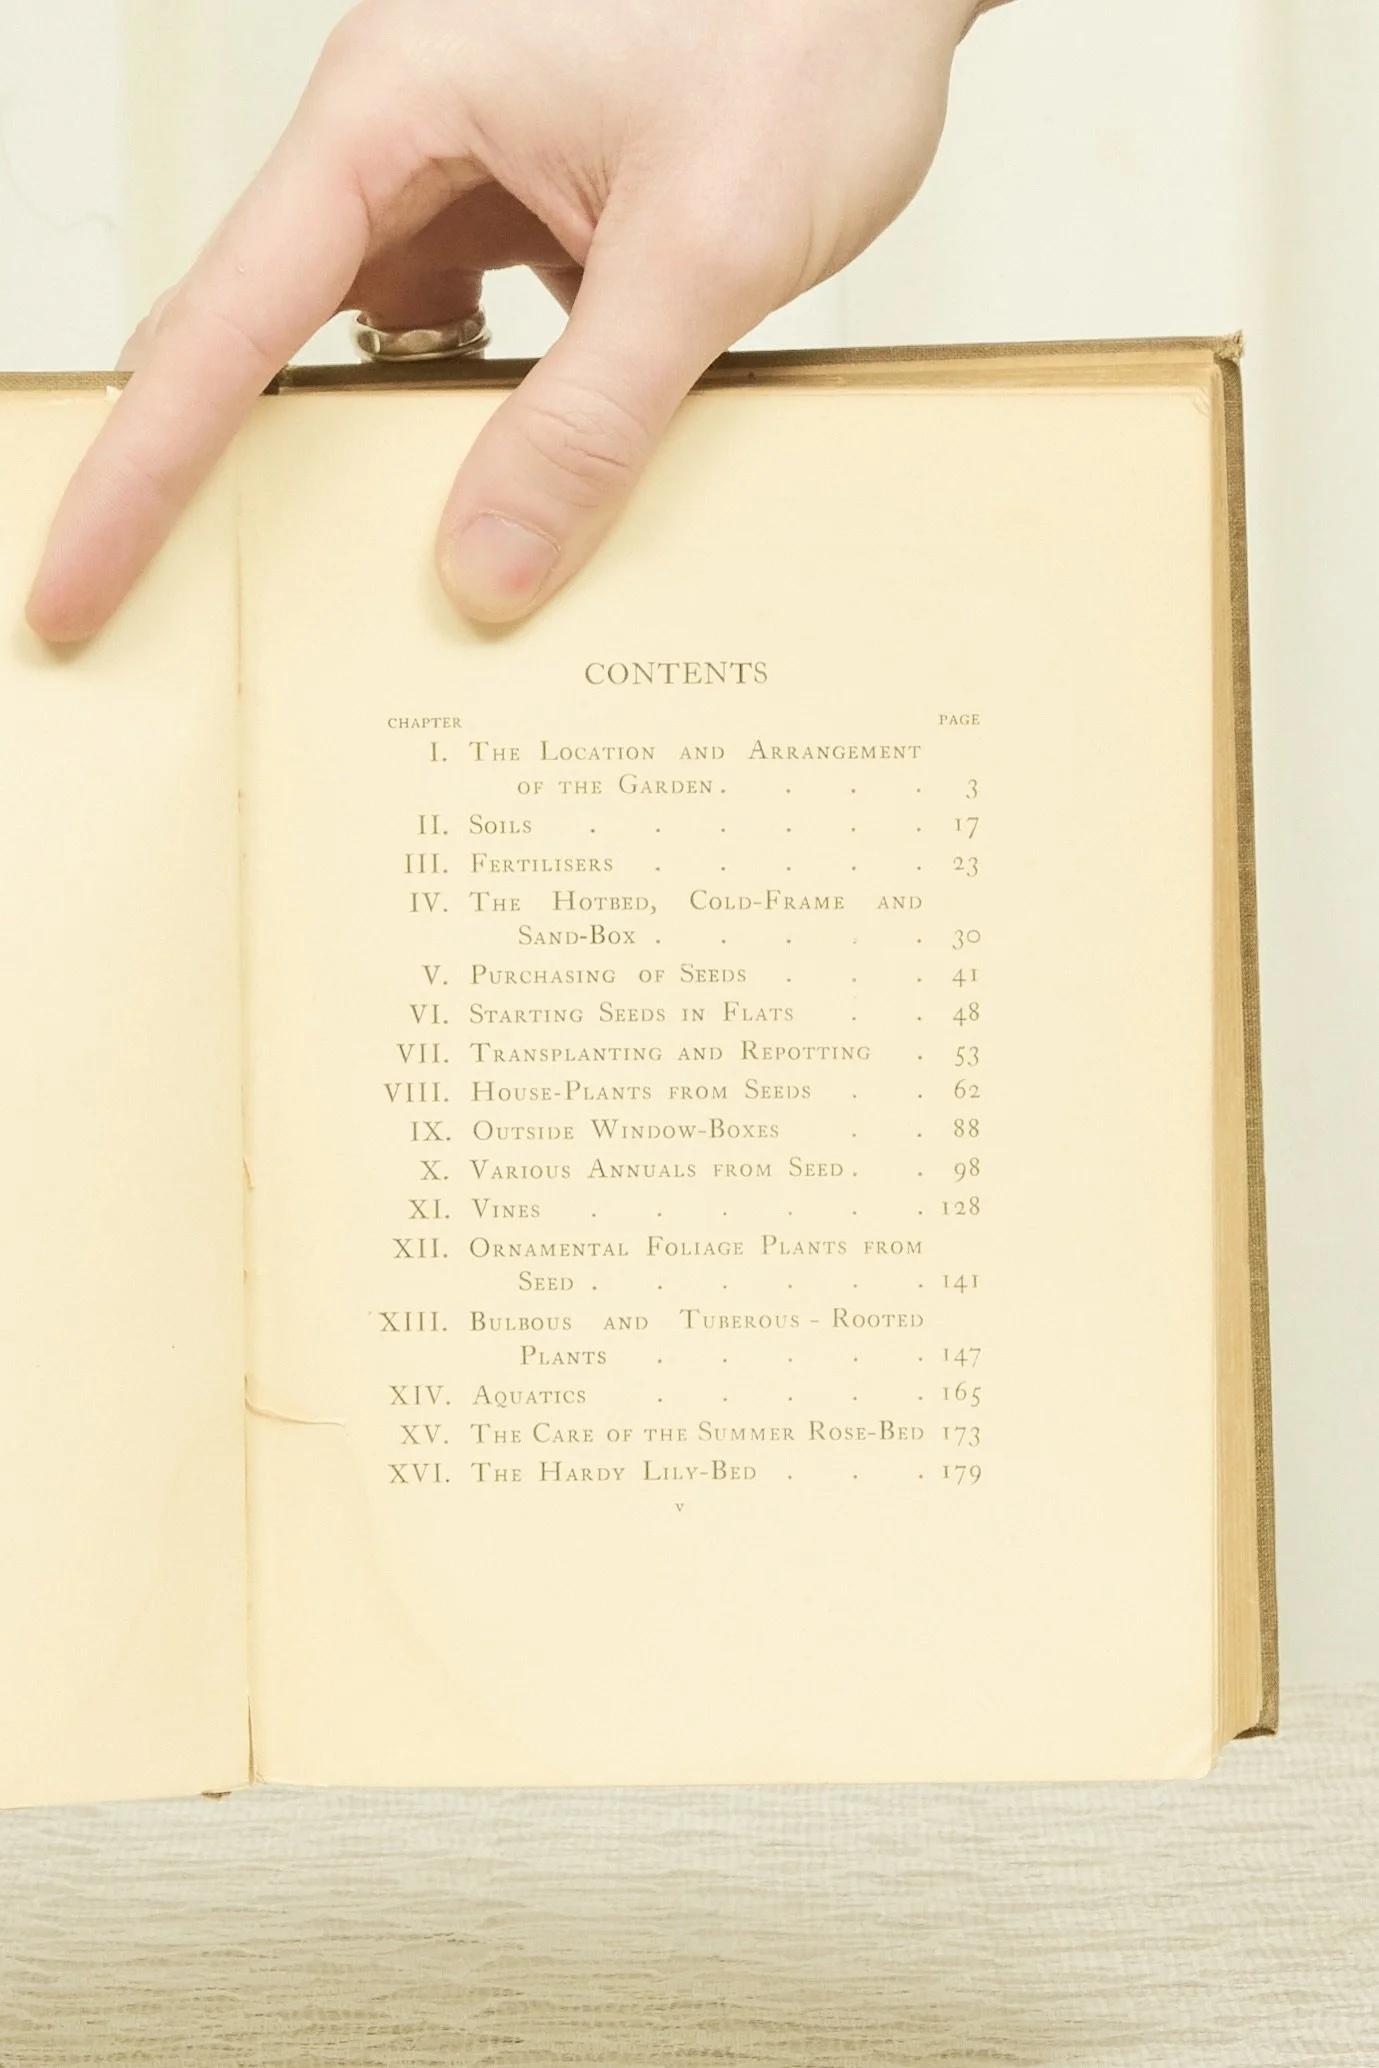 CONTENTS
CHAPTER PAGE
I. The Location and Arrangement
of the Garden . . . . 3
II. Soils . . . . . . 17
III. Fertilisers . . . . . 23
IV. The Hotbed, Cold-Frame and
Sand-Box . . . . . 30
V. Purchasing of Seeds . . . 41
VI. Starting Seeds in Flats . . 48
VII. Transplanting and Repotting . 53
VIII. House-Plants from Seeds . . 62
IX. Outside Window-Boxes . . 88
X. Various Annuals from Seed . . 98
XI. Vines . . . . . . 128
XII. Ornamental Foliage Plants from
Seed . . . . . . 141
XIII. Bulbous and Tuberous-Rooted
Plants . . . . . 147
XIV. Aquatics . . . . . 165
XV. The Care of the Summer Rose-Bed 173
XVI. The Hardy Lily-Bed . . . 179
v